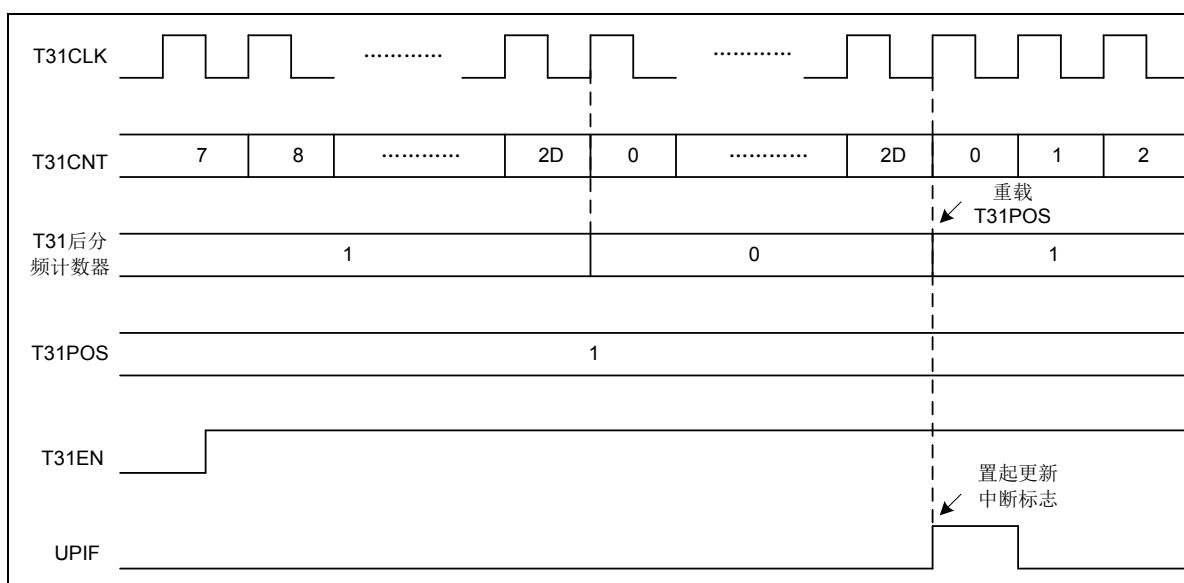 T31CLK
…………
…………
T31CNT
7
8
…………
2D
0
…………
2D
0
1
2
重载
T31POS
T31后分
频计数器
1
0
1
T31POS
1
T31EN
置起更新
中断标志
UPIF